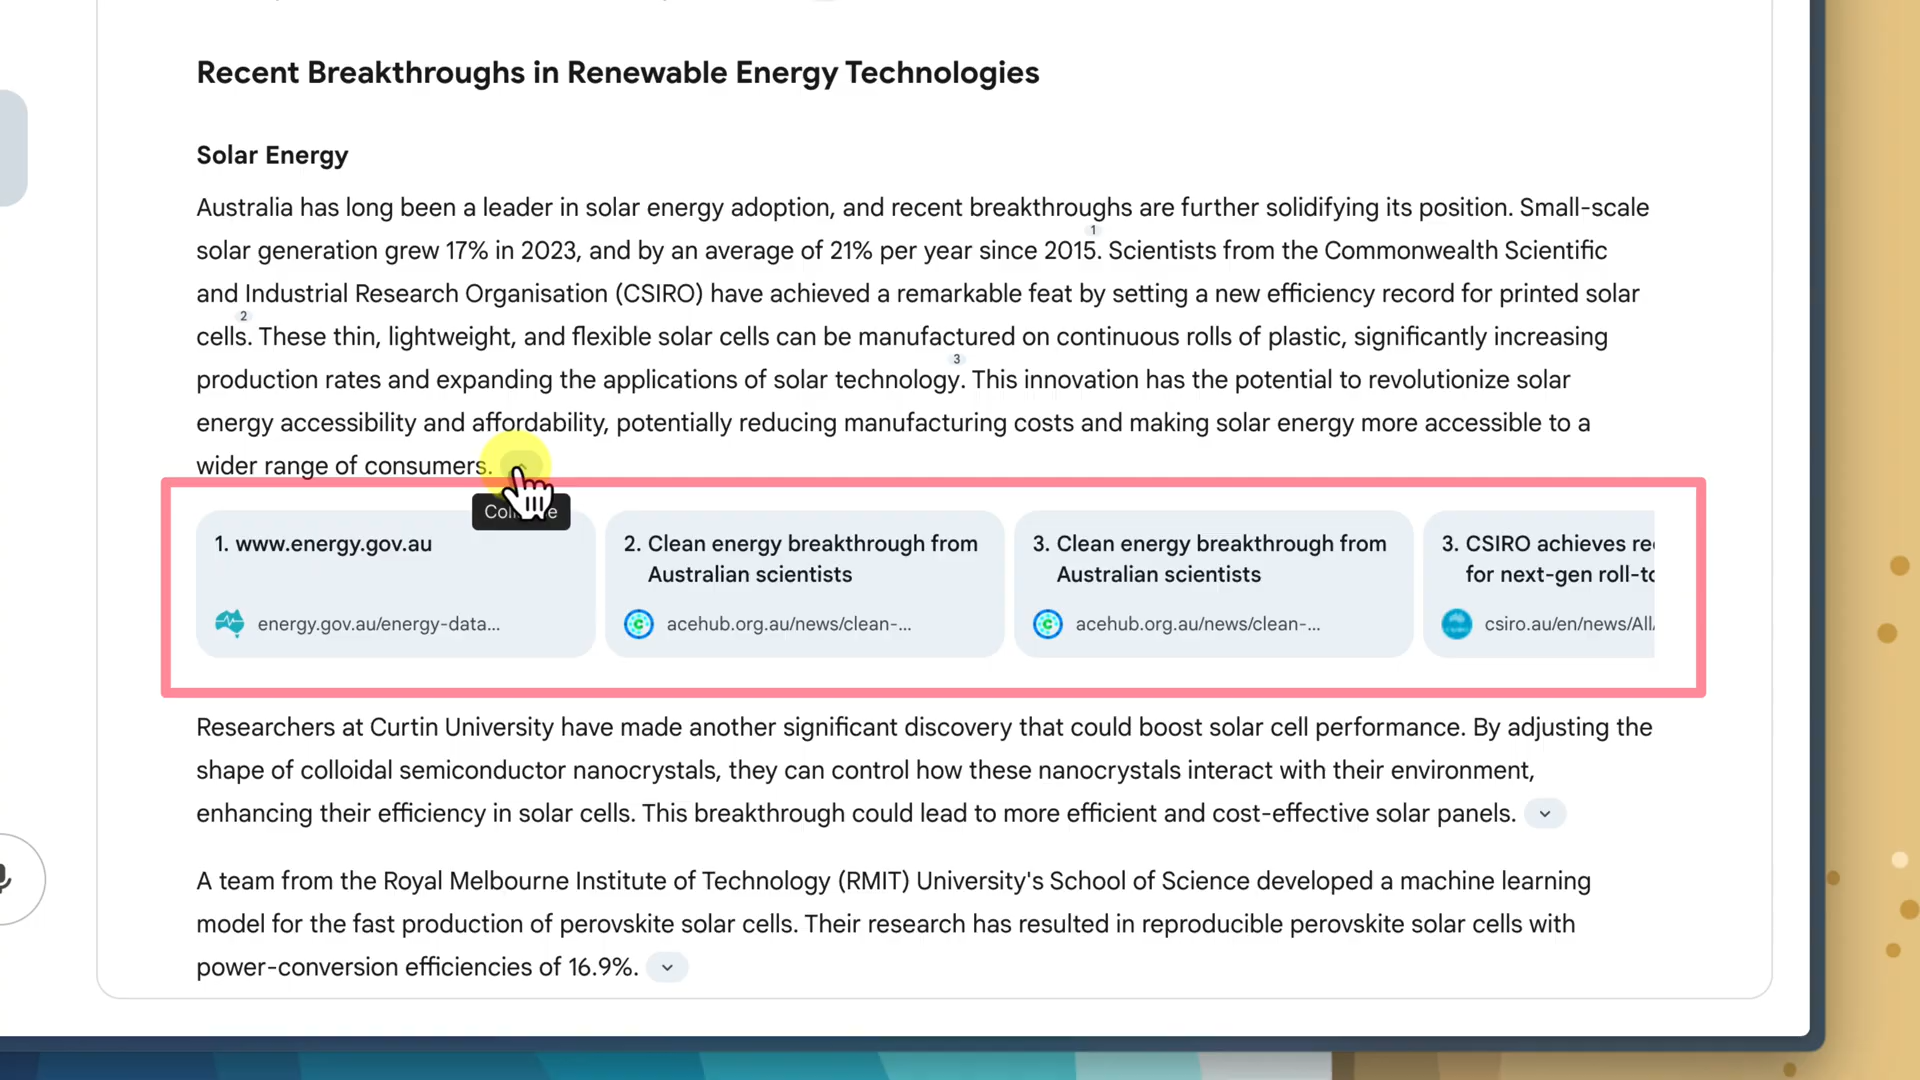 Recent Breakthroughs in Renewable Energy Technologies
Solar Energy
Australia has long been a leader in solar energy adoption, and recent breakthroughs are further solidifying its position. Small-scale
solar generation grew 17% in 2023, and by an average of 21% per year since 2015. 1 Scientists from the Commonwealth Scientific
and Industrial Research Organisation (CSIRO) have achieved a remarkable feat by setting a new efficiency record for printed solar
cells. 2 These thin, lightweight, and flexible solar cells can be manufactured on continuous rolls of plastic, significantly increasing
production rates and expanding the applications of solar technology. 3 This innovation has the potential to revolutionize solar
energy accessibility and affordability, potentially reducing manufacturing costs and making solar energy more accessible to a
wider range of consumers.
1. www.energy.gov.au
energy.gov.au/energy-data...
2. Clean energy breakthrough from
Australian scientists
acehub.org.au/news/clean-...
3. Clean energy breakthrough from
Australian scientists
acehub.org.au/news/clean-...
3. CSIRO achieves re
for next-gen roll-to
csiro.au/en/news/All/
Researchers at Curtin University have made another significant discovery that could boost solar cell performance. By adjusting the
shape of colloidal semiconductor nanocrystals, they can control how these nanocrystals interact with their environment,
enhancing their efficiency in solar cells. This breakthrough could lead to more efficient and cost-effective solar panels.
A team from the Royal Melbourne Institute of Technology (RMIT) University's School of Science developed a machine learning
model for the fast production of perovskite solar cells. Their research has resulted in reproducible perovskite solar cells with
power-conversion efficiencies of 16.9%.